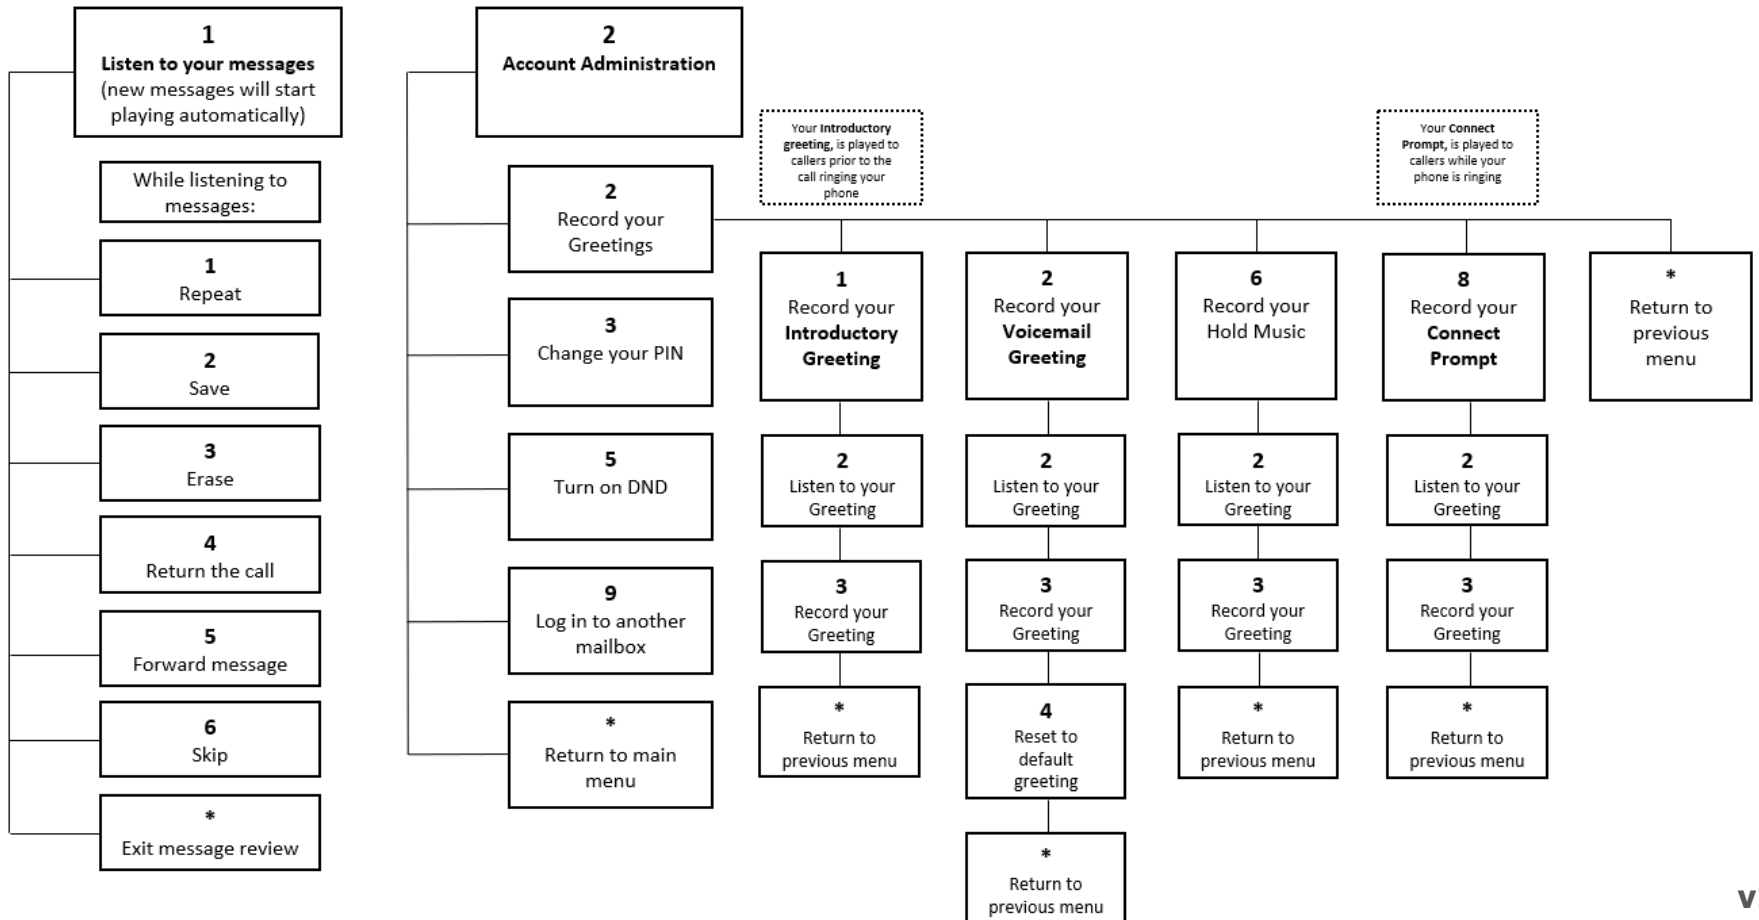 1
Listen to your messages
(new messages will start
playing automatically)
While listening to
messages:
1
Repeat
2
Save
3
Erase
4
Return the call
5
Forward message
6
Skip
*
Exit message review
2
Account Administration
2
Record your
Greetings
3
Change your PIN
5
Turn on DND
9
Log in to another
mailbox
*
Return to main
menu
Your Introductory
greeting, is played to
callers prior to the
call ringing your
phone
1
Record your
Introductory
Greeting
2
Listen to your
Greeting
3
Record your
Greeting
*
Return to
previous menu
2
Record your
Voicemail
Greeting
2
Listen to your
Greeting
3
Record your
Greeting
4
Reset to
default
greeting
*
Return to
previous menu
6
Record your
Hold Music
2
Listen to your
Greeting
3
Record your
Greeting
*
Return to
previous menu
Your Connect
Prompt, is played to
callers while your
phone is ringing
8
Record your
Connect
Prompt
2
Listen to your
Greeting
3
Record your
Greeting
*
Return to
previous menu
*
Return to
previous
menu
v